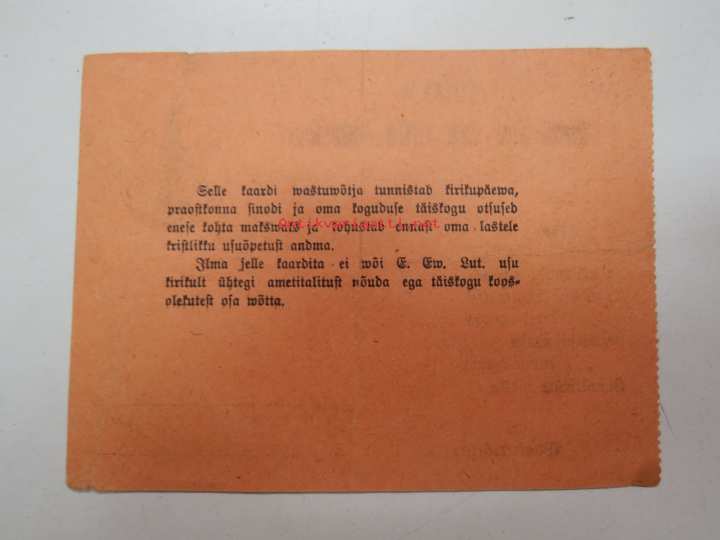 Selle kaardi wastuwõtja tunnistab kirikupäewa,
praostkonna sinodi ja oma koguduse täiskogu otsused
enese kohta makswaks ja kohustab ennast oma lastele
kristlikku usuõpetust andma.
Ilma selle kaardita ei wõi E. Ew. Lut. usu
kirikult ühtegi ametitalitust nõuda ega täiskogu koos-
olekutest osa wõtta.